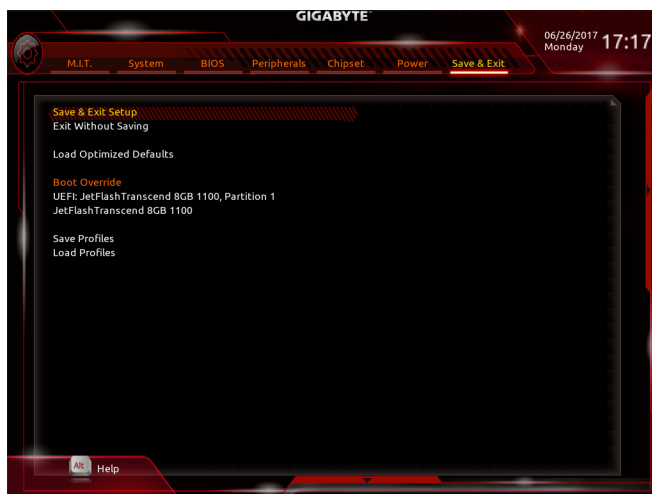 GIGABYTE™
06/26/2017
Monday
17:17
M.I.T. System BIOS Peripherals Chipset Power Save & Exit
Save & Exit Setup
Exit Without Saving
Load Optimized Defaults
Boot Override
UEFI: JetFlashTranscend 8GB 1100, Partition 1
JetFlashTranscend 8GB 1100
Save Profiles
Load Profiles
Alt Help